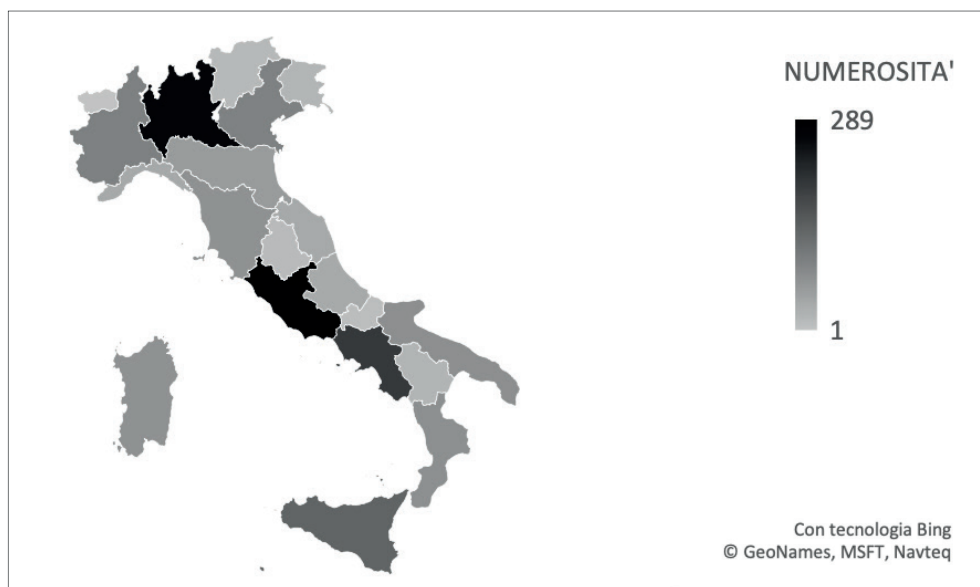 NUMEROSITA'
289
1
Con tecnologia Bing
© GeoNames, MSFT, Navteq